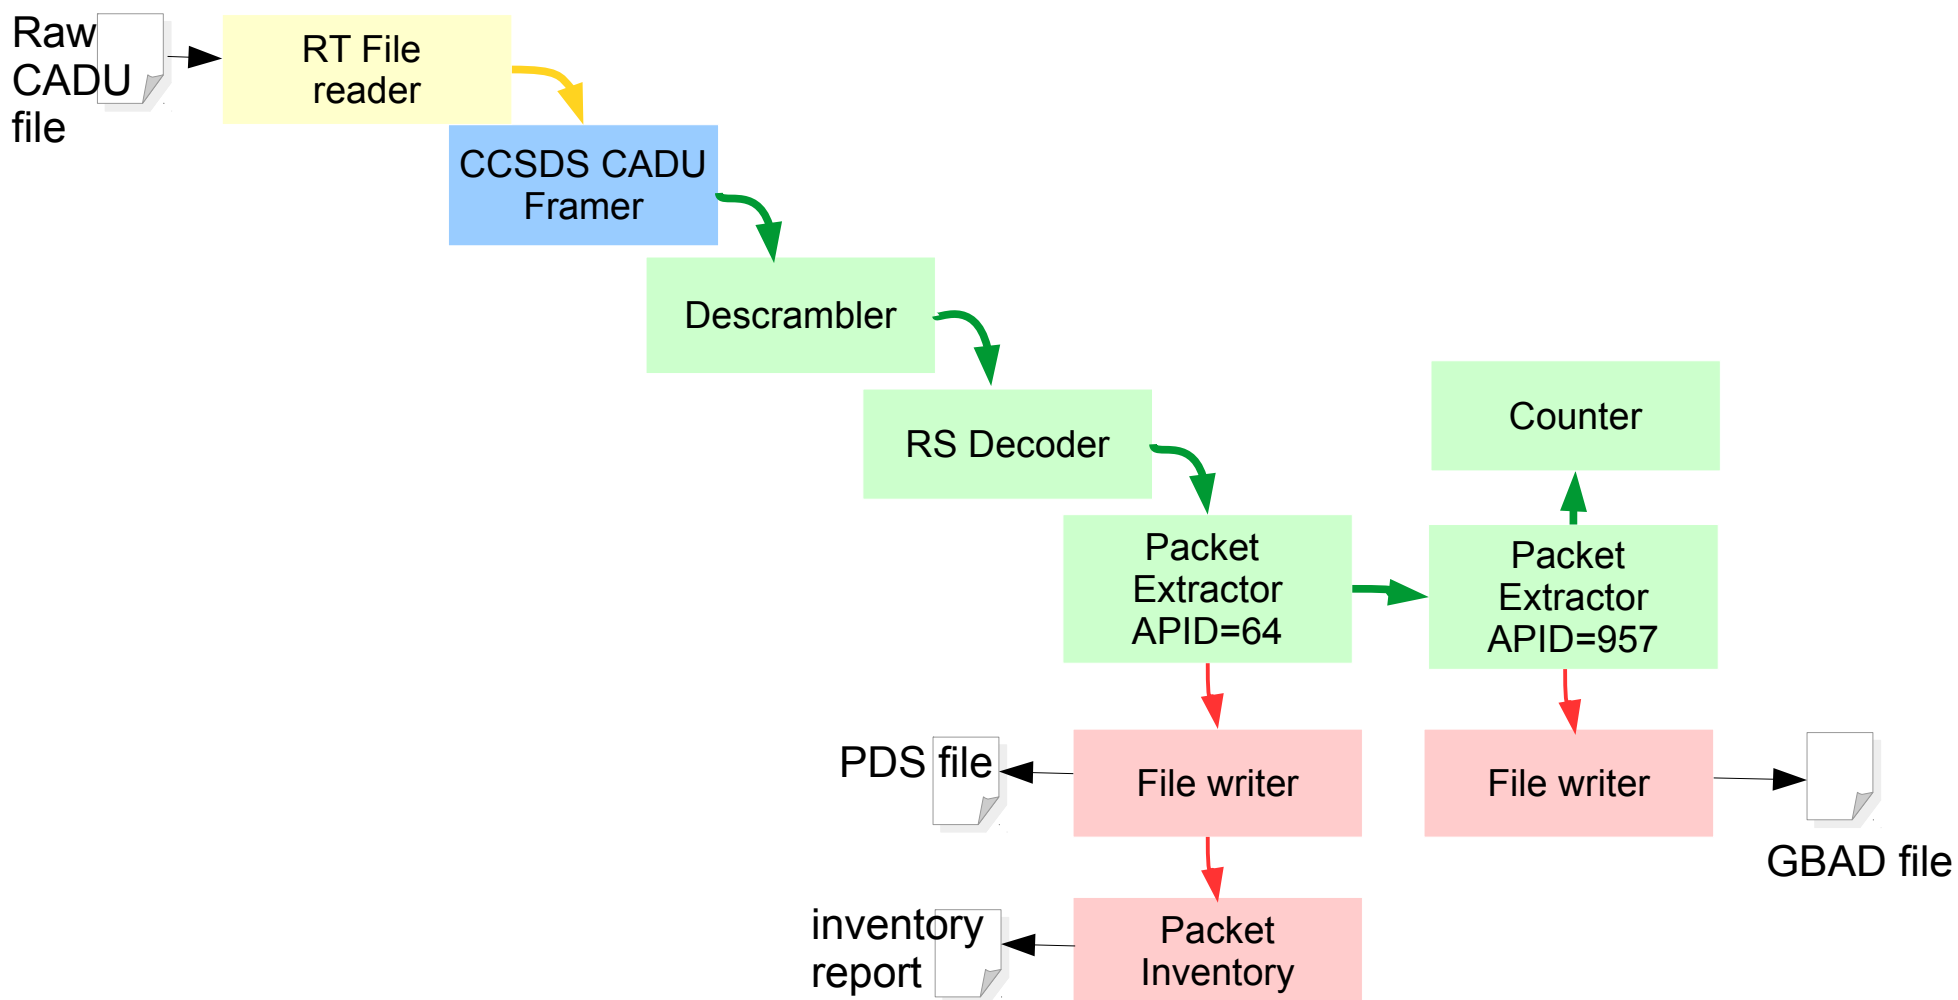 Raw
CADU
file
RT File
reader
CCSDS CADU
Framer
Descrambler
RS Decoder
Counter
Packet
Extractor
APID=64
Packet
Extractor
APID=957
PDS file
File writer
File writer
GBAD file
inventory
report
Packet
Inventory